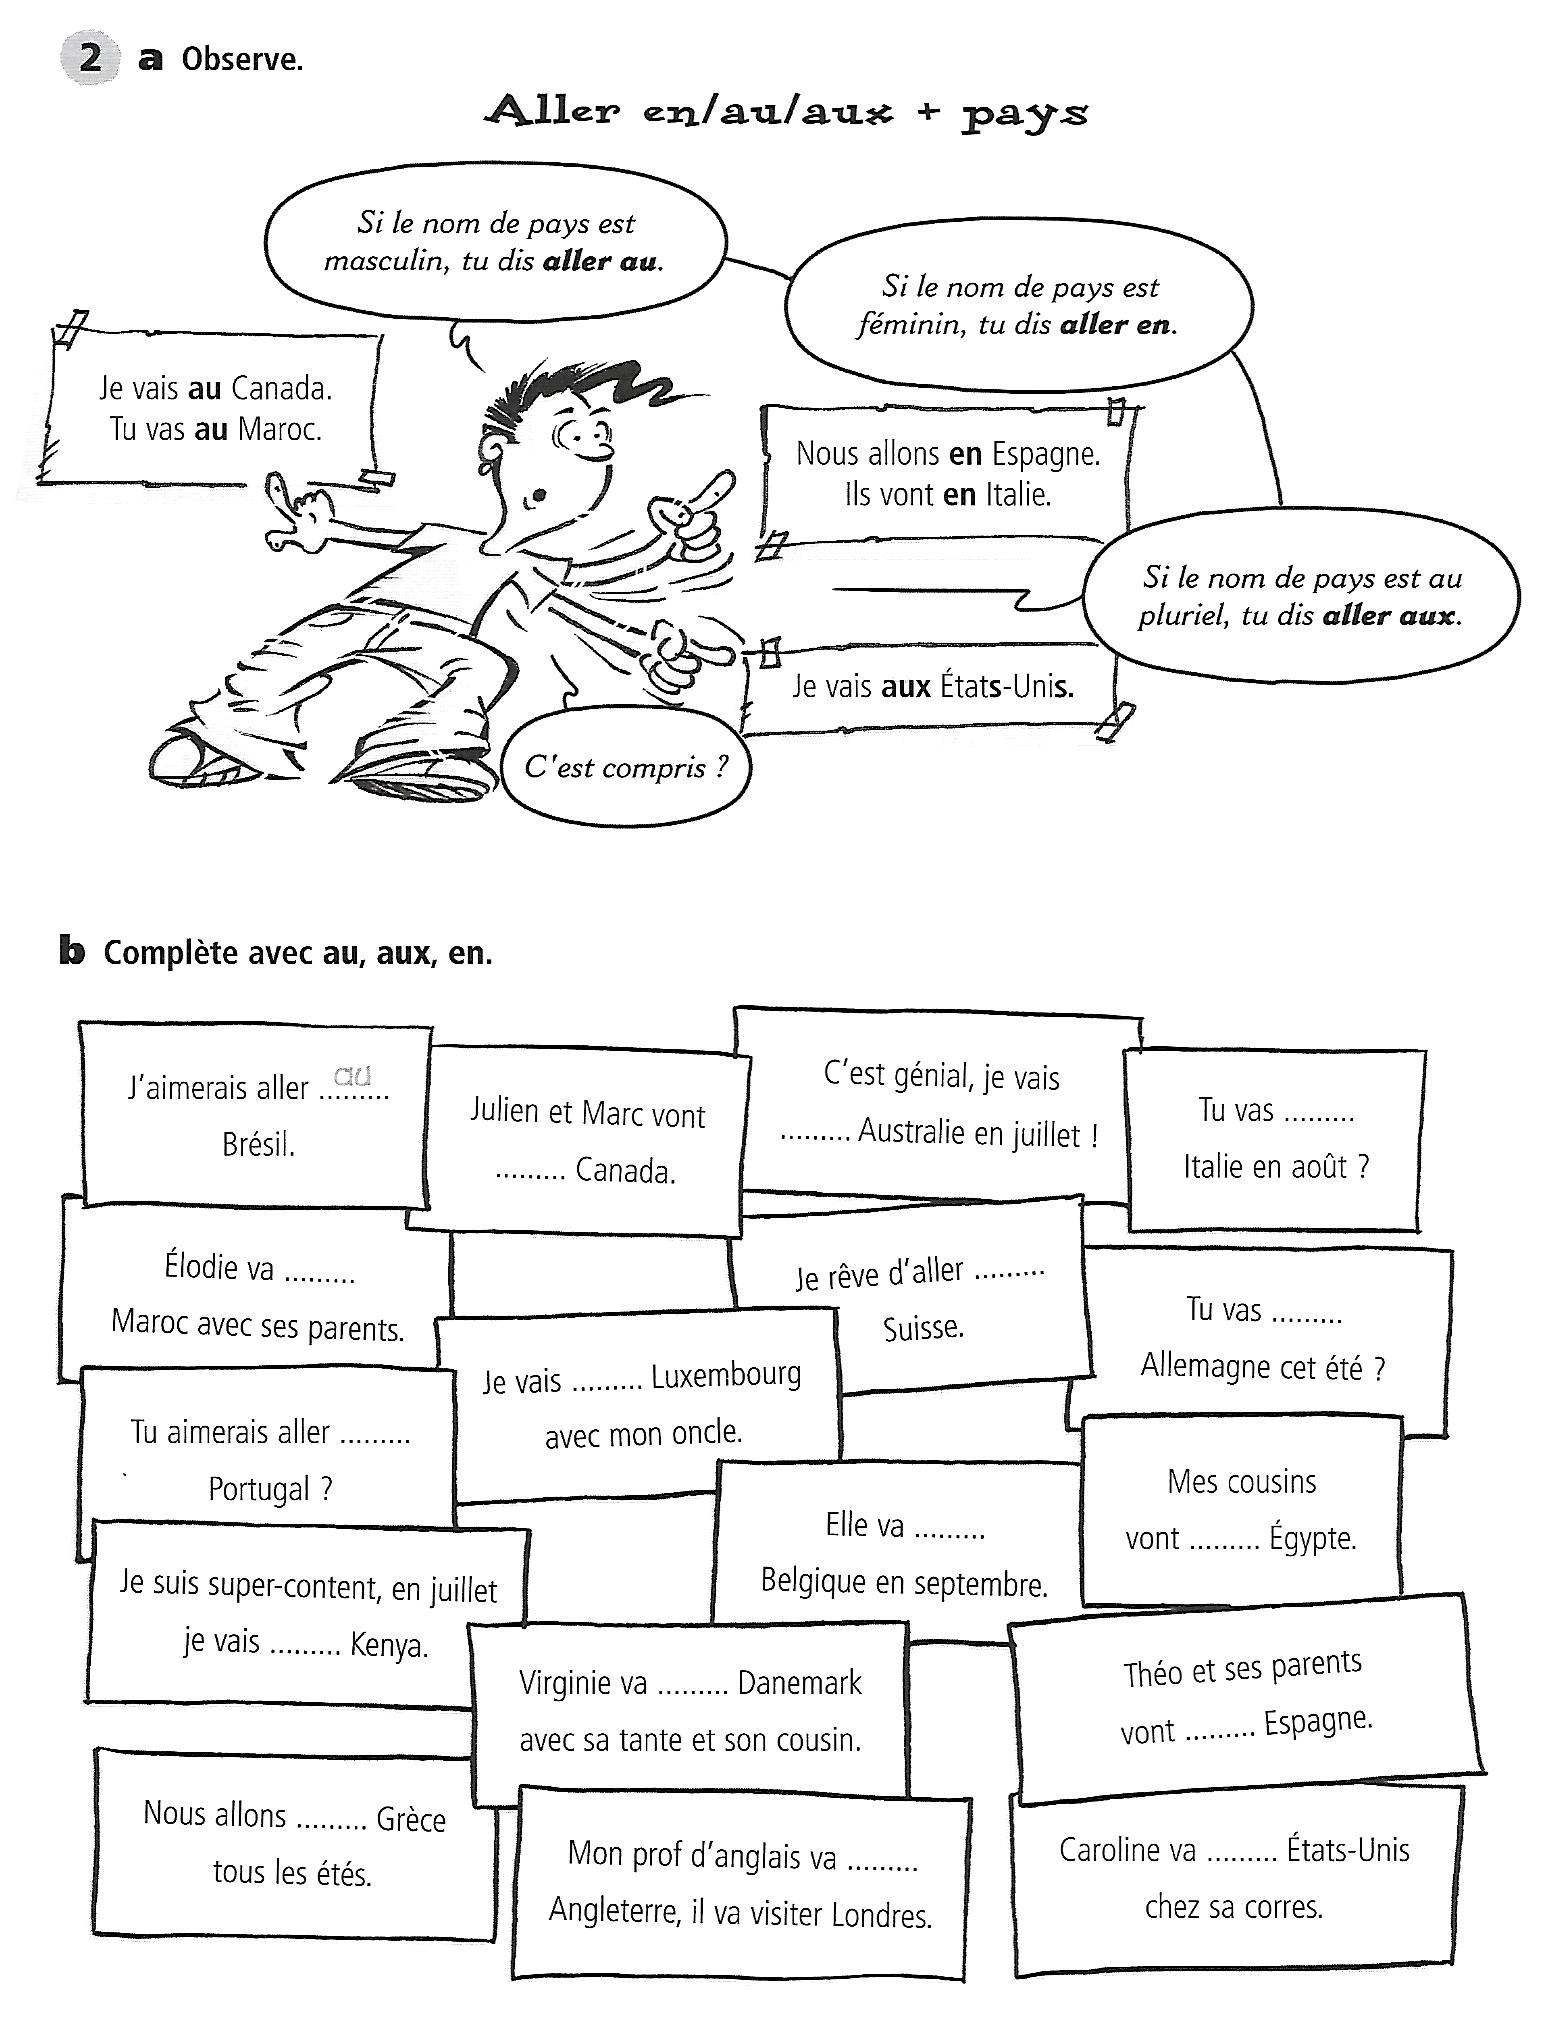 2 a Observe.
Aller en/au/aux + pays
Si le nom de pays est
masculin, tu dis aller au.
Si le nom de pays est
féminin, tu dis aller en.
Je vais au Canada.
Tu vas au Maroc.
Nous allons en Espagne.
Ils vont en Italie.
Si le nom de pays est au
pluriel, tu dis aller aux.
Je vais aux États-Unis.
C'est compris ?
b Complète avec au, aux, en.
J'aimerais aller ...au......
Brésil.
Julien et Marc vont
......... Canada.
C'est génial, je vais
......... Australie en juillet !
Tu vas .........
Italie en août ?
Élodie va .........
Maroc avec ses parents.
Je vais ......... Luxembourg
avec mon oncle.
Je rêve d'aller .........
Suisse.
Tu vas .........
Allemagne cet été ?
Tu aimerais aller .........
Portugal ?
Elle va .........
Belgique en septembre.
Mes cousins
vont ......... Égypte.
Je suis super-content, en juillet
je vais ......... Kenya.
Virginie va ......... Danemark
avec sa tante et son cousin.
Théo et ses parents
vont ......... Espagne.
Nous allons ......... Grèce
tous les étés.
Mon prof d'anglais va .........
Angleterre, il va visiter Londres.
Caroline va ......... États-Unis
chez sa corres.